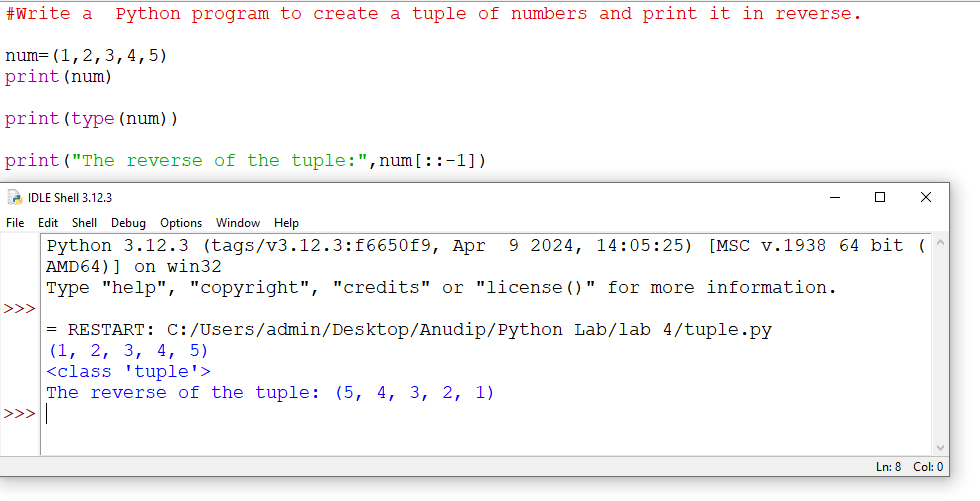 #Write a  Python program to create a tuple of numbers and print it in reverse.
num=(1,2,3,4,5)
print(num)
print(type(num))
print("The reverse of the tuple:",num[::-1])
IDLE Shell 3.12.3
File Edit Shell Debug Options Window Help
Python 3.12.3 (tags/v3.12.3:f6650f9, Apr  9 2024, 14:05:25) [MSC v.1938 64 bit (
AMD64)] on win32
Type "help", "copyright", "credits" or "license()" for more information.
>>>
= RESTART: C:/Users/admin/Desktop/Anudip/Python Lab/lab 4/tuple.py
(1, 2, 3, 4, 5)
<class 'tuple'>
The reverse of the tuple: (5, 4, 3, 2, 1)
>>>
Ln: 8 Col: 0